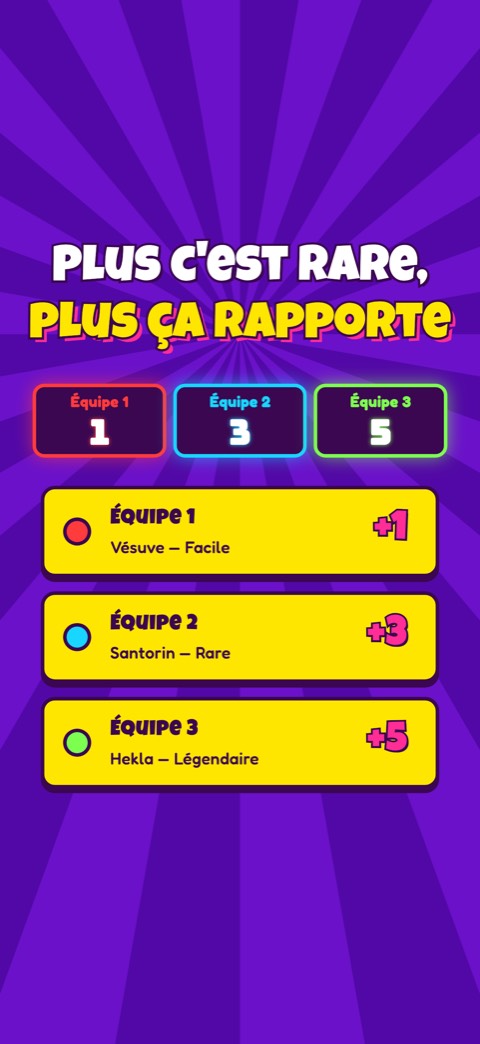 Plus c'est rare,
plus ça rapporte
Équipe 1
1
Équipe 2
3
Équipe 3
5
Équipe 1
Vésuve – Facile
+1
Équipe 2
Santorin – Rare
+3
Équipe 3
Hekla – Légendaire
+5